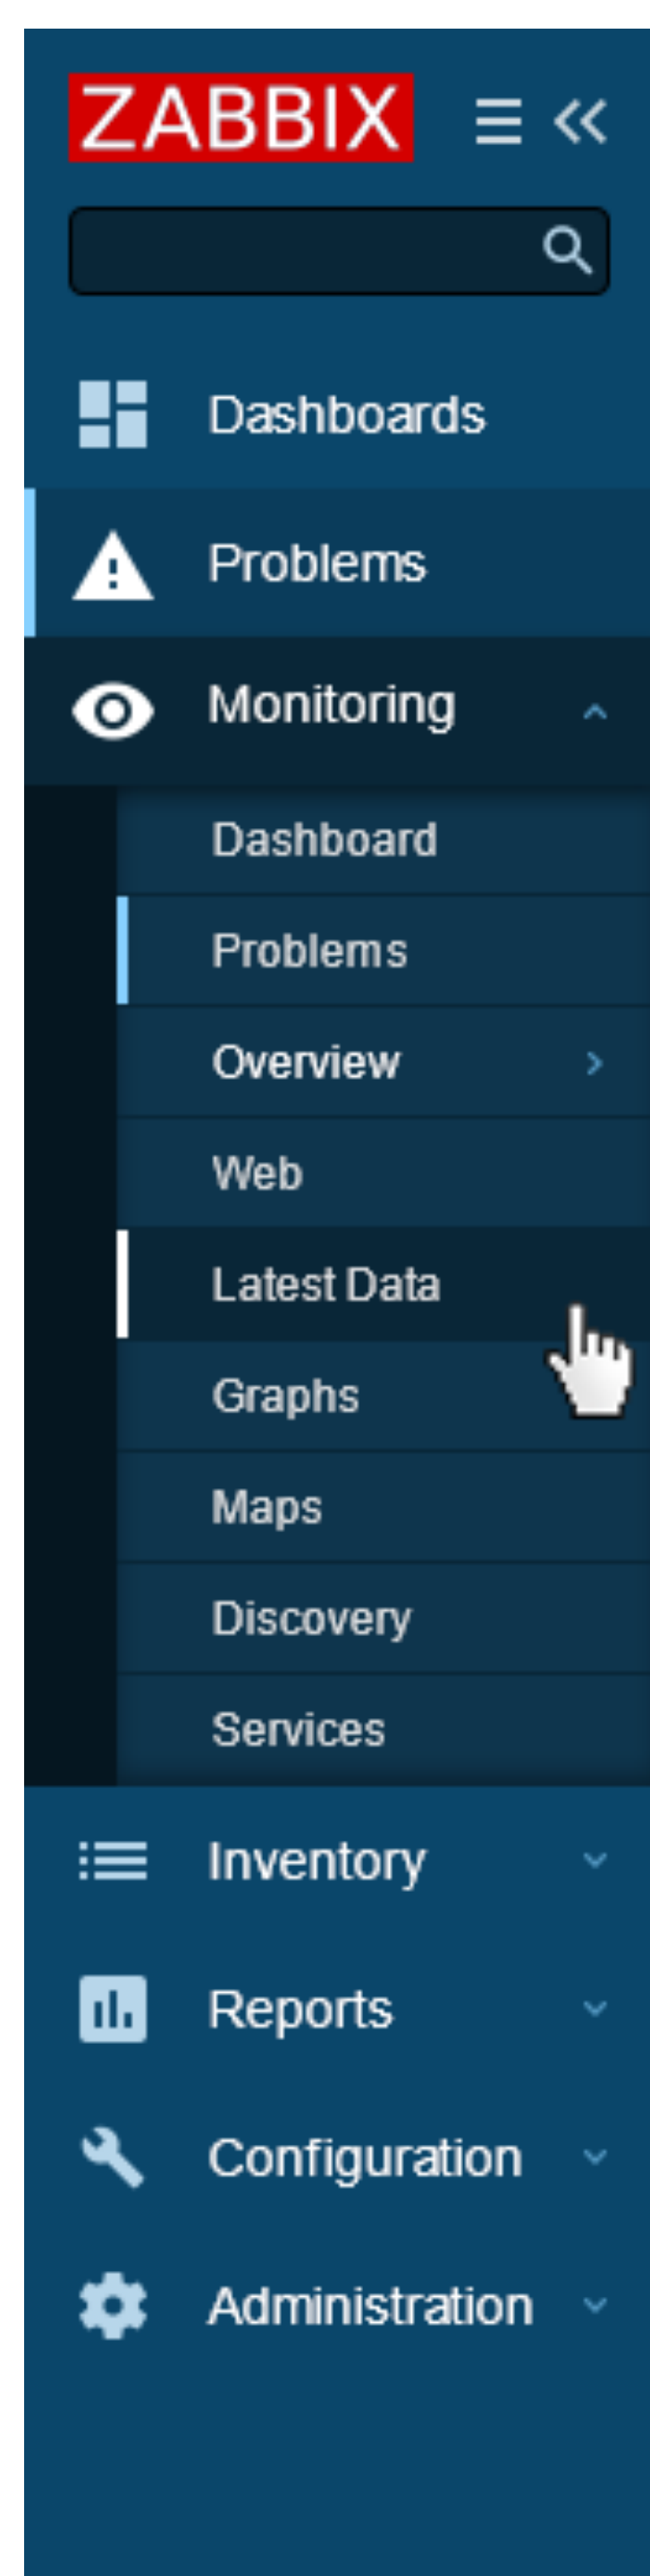 ZABBIX
Dashboards
Problems
Monitoring
Dashboard
Problems
Overview
Web
Latest Data
Graphs
Maps
Discovery
Services
Inventory
Reports
Configuration
Administration